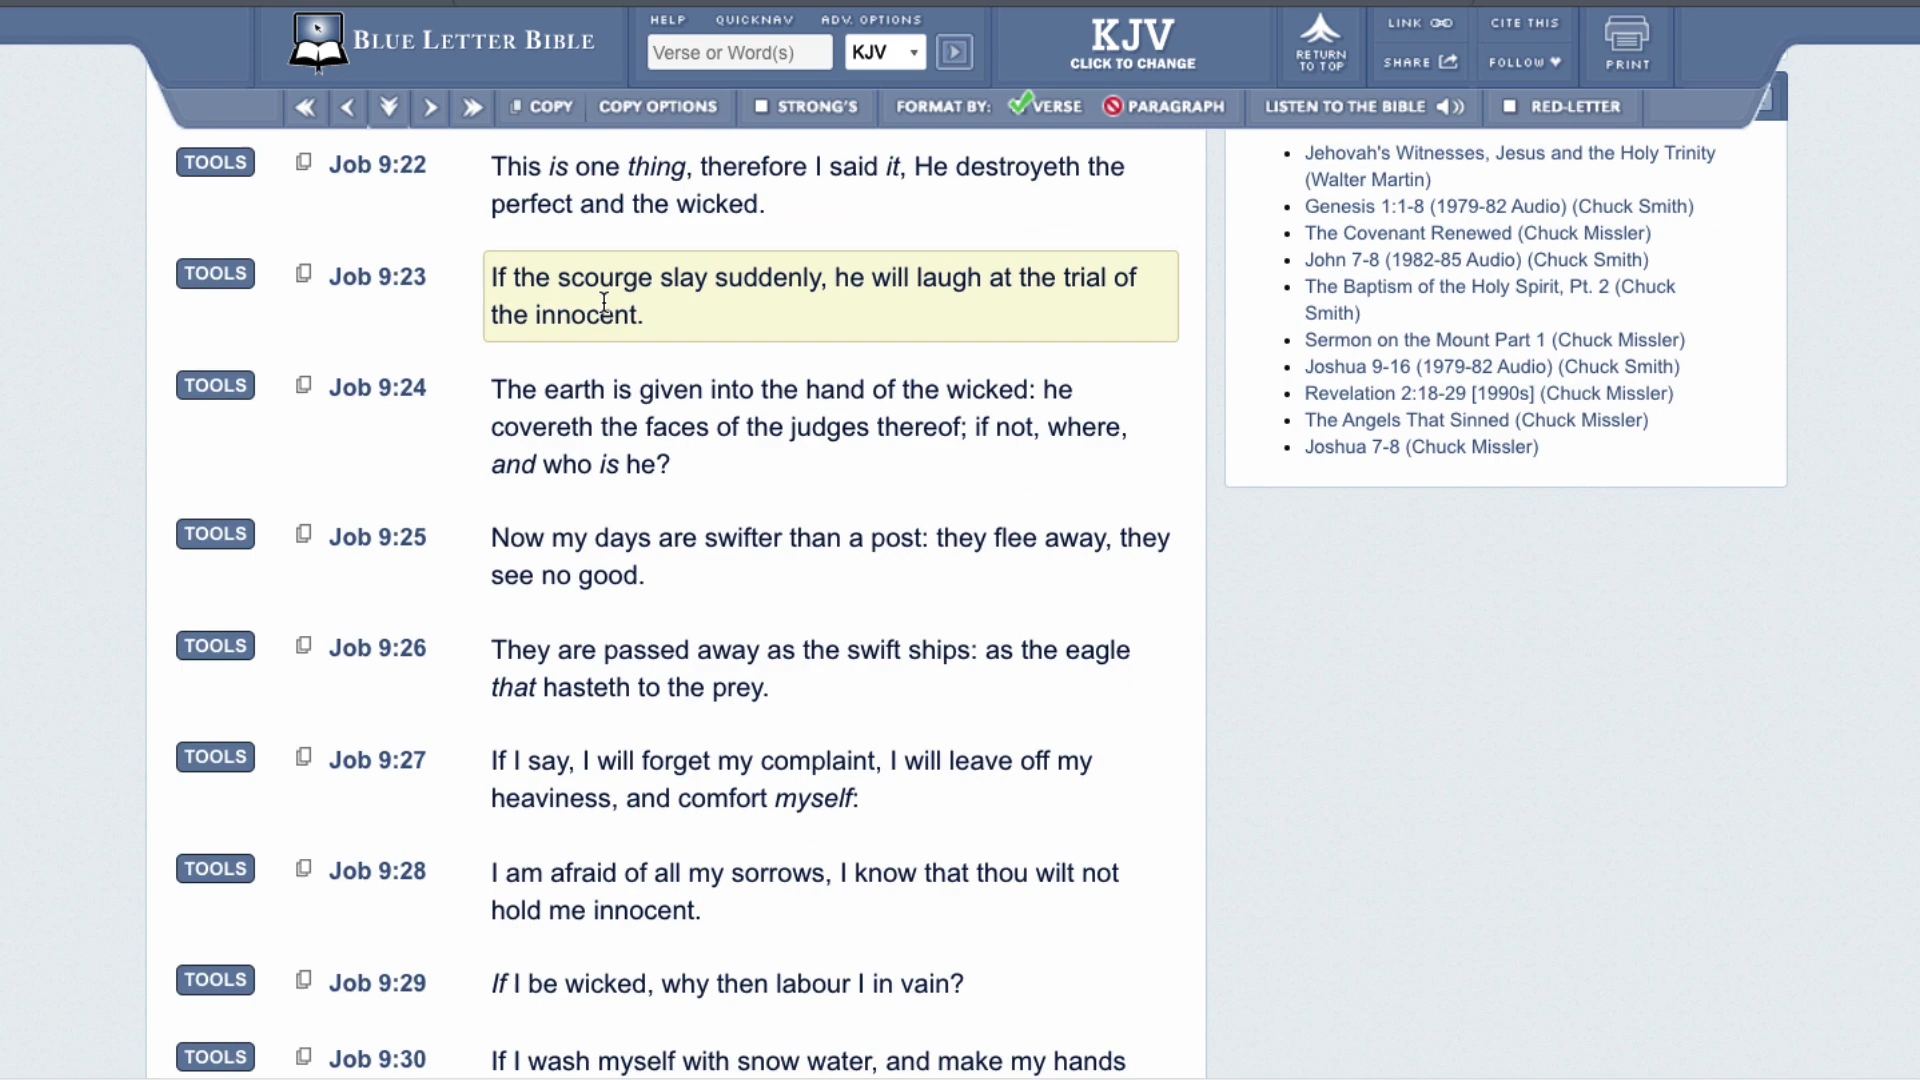 BLUE LETTER BIBLE
HELP QUICKNAV ADV. OPTIONS
Verse or Word(s) KJV
KJV
CLICK TO CHANGE
RETURN
TO TOP
LINK
SHARE
CITE THIS
FOLLOW
PRINT
COPY COPY OPTIONS STRONG'S FORMAT BY: VERSE PARAGRAPH LISTEN TO THE BIBLE RED-LETTER
TOOLS Job 9:22 This is one thing, therefore I said it, He destroyeth the
perfect and the wicked.
TOOLS Job 9:23 If the scourge slay suddenly, he will laugh at the trial of
the innocent.
TOOLS Job 9:24 The earth is given into the hand of the wicked: he
covereth the faces of the judges thereof; if not, where,
and who is he?
TOOLS Job 9:25 Now my days are swifter than a post: they flee away, they
see no good.
TOOLS Job 9:26 They are passed away as the swift ships: as the eagle
that hasteth to the prey.
TOOLS Job 9:27 If I say, I will forget my complaint, I will leave off my
heaviness, and comfort myself:
TOOLS Job 9:28 I am afraid of all my sorrows, I know that thou wilt not
hold me innocent.
TOOLS Job 9:29 If I be wicked, why then labour I in vain?
TOOLS Job 9:30 If I wash myself with snow water, and make my hands
Jehovah's Witnesses, Jesus and the Holy Trinity
(Walter Martin)
Genesis 1:1-8 (1979-82 Audio) (Chuck Smith)
The Covenant Renewed (Chuck Missler)
John 7-8 (1982-85 Audio) (Chuck Smith)
The Baptism of the Holy Spirit, Pt. 2 (Chuck
Smith)
Sermon on the Mount Part 1 (Chuck Missler)
Joshua 9-16 (1979-82 Audio) (Chuck Smith)
Revelation 2:18-29 [1990s] (Chuck Missler)
The Angels That Sinned (Chuck Missler)
Joshua 7-8 (Chuck Missler)